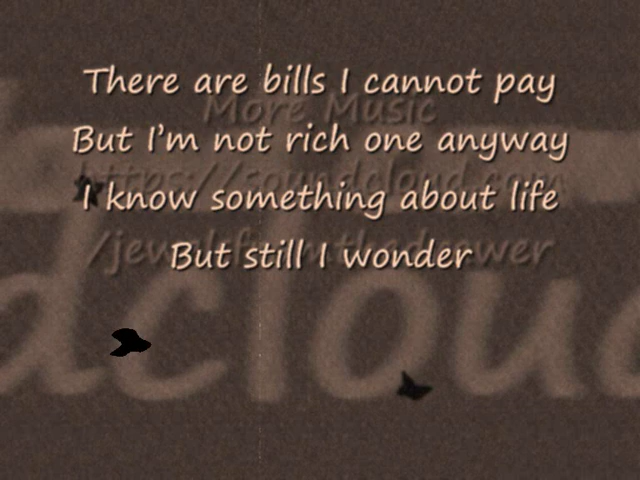 There are bills I cannot pay
More Music
But I'm not rich one anyway
https://soundcloud.com
I know something about life
But still I wonder
dclou